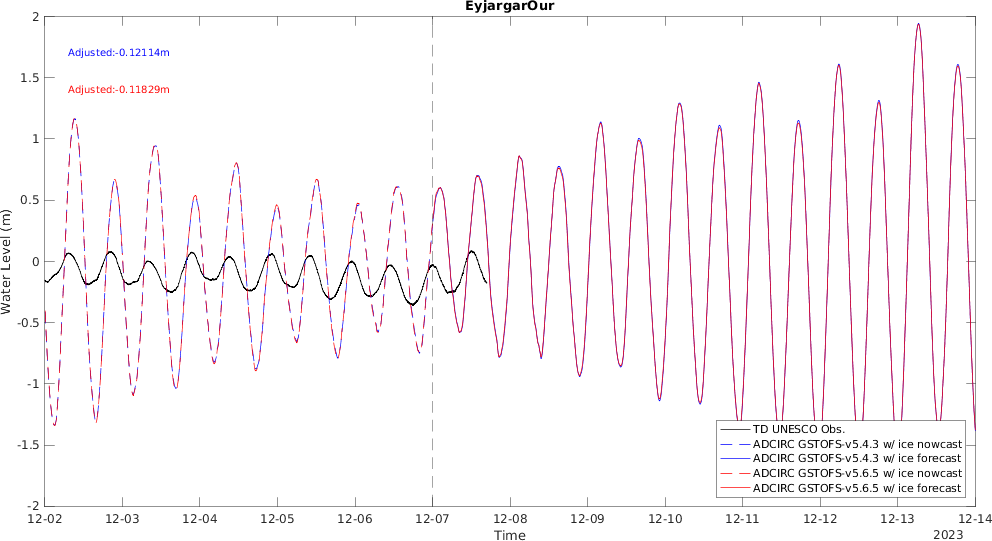 EyjargarOur
Adjusted:-0.12114m
Adjusted:-0.11829m
Water Level (m)
2
1.5
1
0.5
0
-0.5
-1
-1.5
-2
TD UNESCO Obs.
ADCIRC GSTOFS-v5.4.3 w/ ice nowcast
ADCIRC GSTOFS-v5.4.3 w/ ice forecast
ADCIRC GSTOFS-v5.6.5 w/ ice nowcast
ADCIRC GSTOFS-v5.6.5 w/ ice forecast
12-02 12-03 12-04 12-05 12-06 12-07 12-08 12-09 12-10 12-11 12-12 12-13 12-14
Time
2023